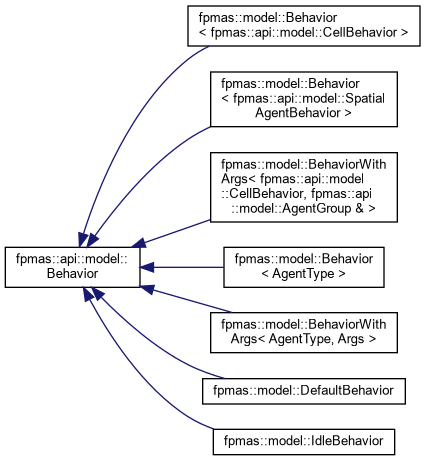 fpmas::model::Behavior
< fpmas::api::model::CellBehavior >
fpmas::model::Behavior
< fpmas::api::model::Spatial
AgentBehavior >
fpmas::model::BehaviorWith
Args< fpmas::api::model
::CellBehavior, fpmas::api
::model::AgentGroup & >
fpmas::api::model::
Behavior
fpmas::model::Behavior
< AgentType >
fpmas::model::BehaviorWith
Args< AgentType, Args >
fpmas::model::DefaultBehavior
fpmas::model::IdleBehavior